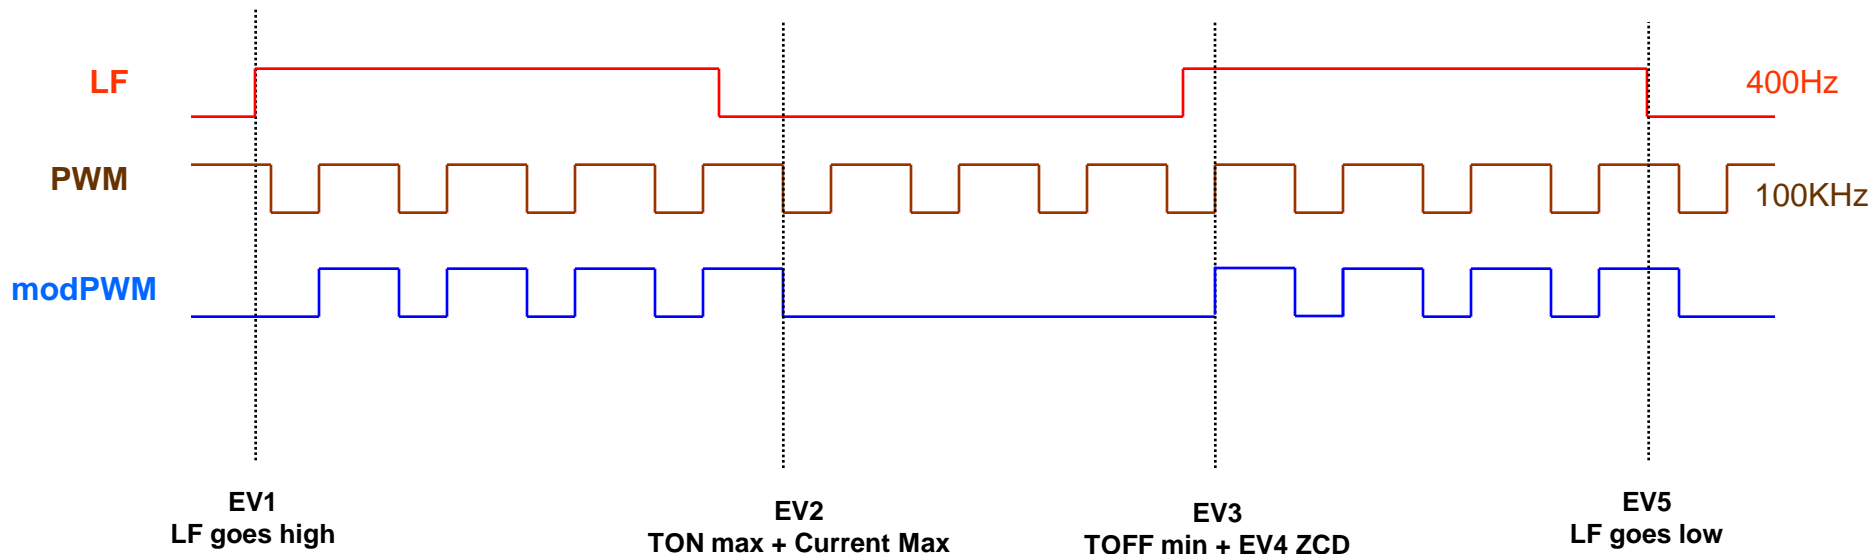 LF
400Hz
PWM
100KHz
modPWM
EV1
LF goes high
EV2
TON max + Current Max
EV3
TOFF min + EV4 ZCD
EV5
LF goes low